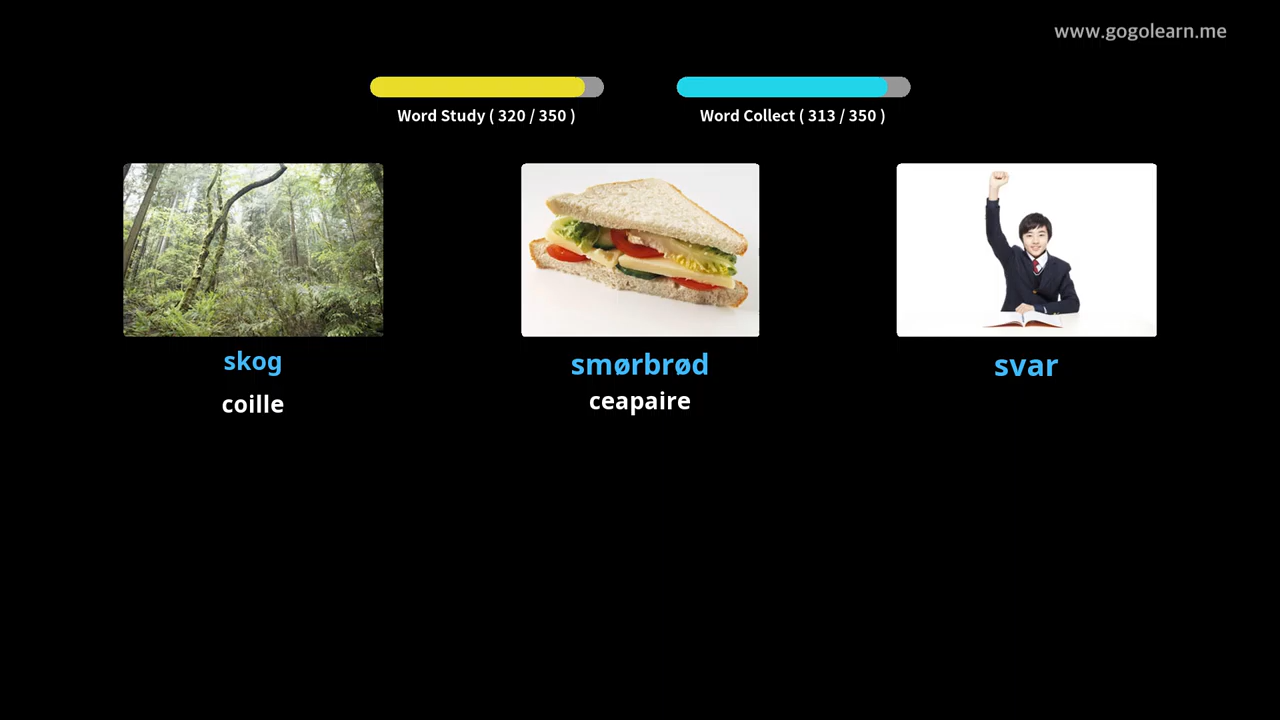 www.gogolearn.me
Word Study ( 320 / 350 )
Word Collect ( 313 / 350 )
skog
coille
smørbrød
ceapaire
svar